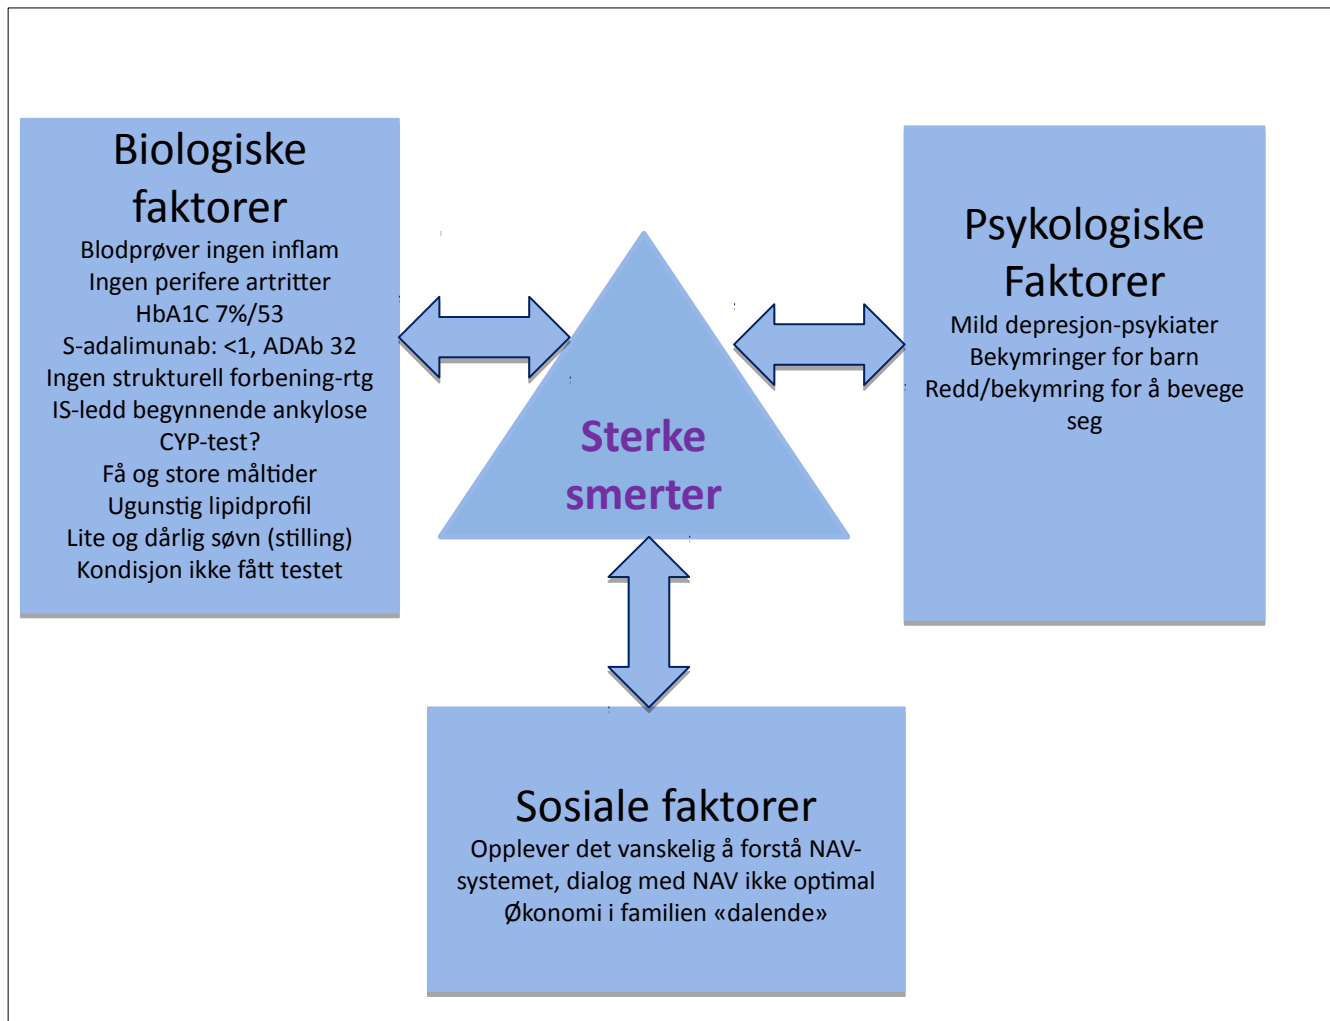 Biologiske
faktorer
Blodprøver ingen inflam
Ingen perifere artritter
HbA1C 7%/53
S-adalimunab: <1, ADAb 32
Ingen strukturell forbening-rtg
IS-ledd begynnende ankylose
CYP-test?
Få og store måltider
Ugunstig lipidprofil
Lite og dårlig søvn (stilling)
Kondisjon ikke fått testet
Sterke
smerter
Psykologiske
Faktorer
Mild depresjon-psykiater
Bekymringer for barn
Redd/bekymring for å bevege
seg
Sosiale faktorer
Opplever det vanskelig å forstå NAV-
systemet, dialog med NAV ikke optimal
Økonomi i familien «dalende»